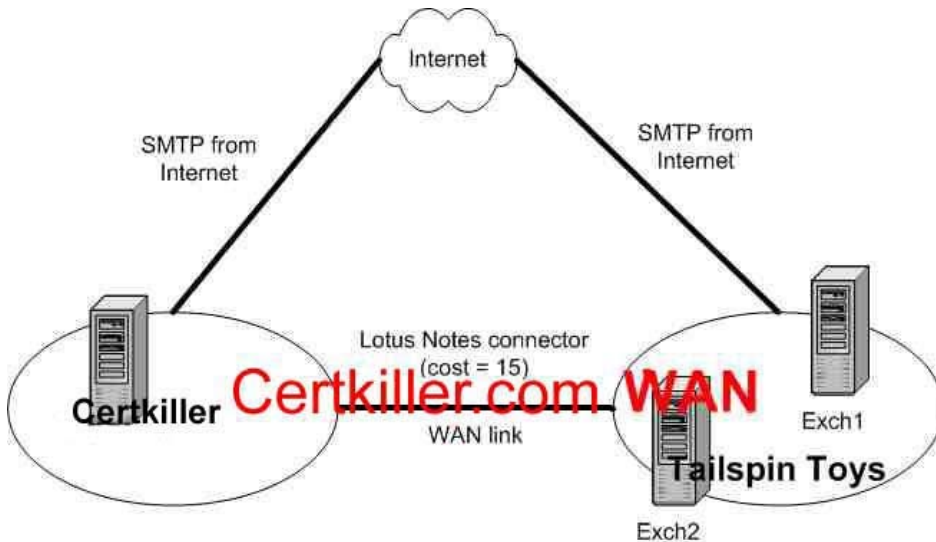 Internet
SMTP from
Internet
SMTP from
Internet
Lotus Notes connector
(cost = 15)
Certkiller.com WAN
Certkiller
WAN link
Exch1
Tailspin Toys
Exch2